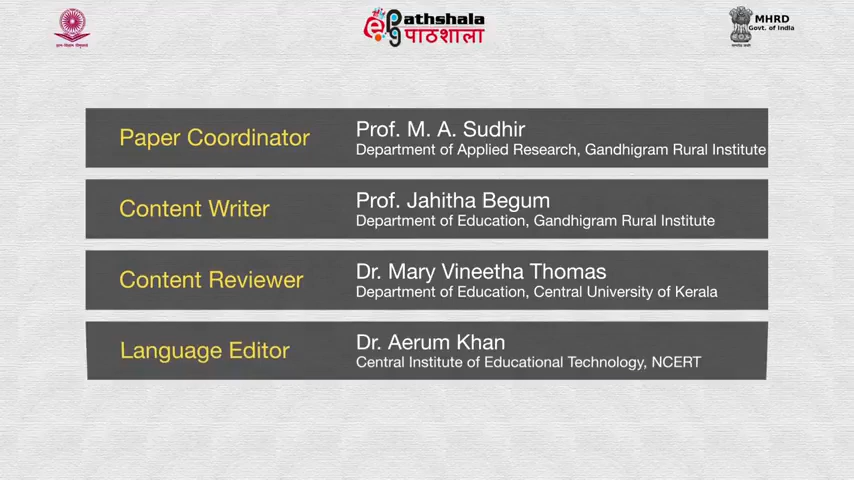 ePathshala
पाठशाला
MHRD
Govt. of India
Paper Coordinator
Prof. M. A. Sudhir
Department of Applied Research, Gandhigram Rural Institute
Content Writer
Prof. Jahitha Begum
Department of Education, Gandhigram Rural Institute
Content Reviewer
Dr. Mary Vineetha Thomas
Department of Education, Central University of Kerala
Language Editor
Dr. Aerum Khan
Central Institute of Educational Technology, NCERT